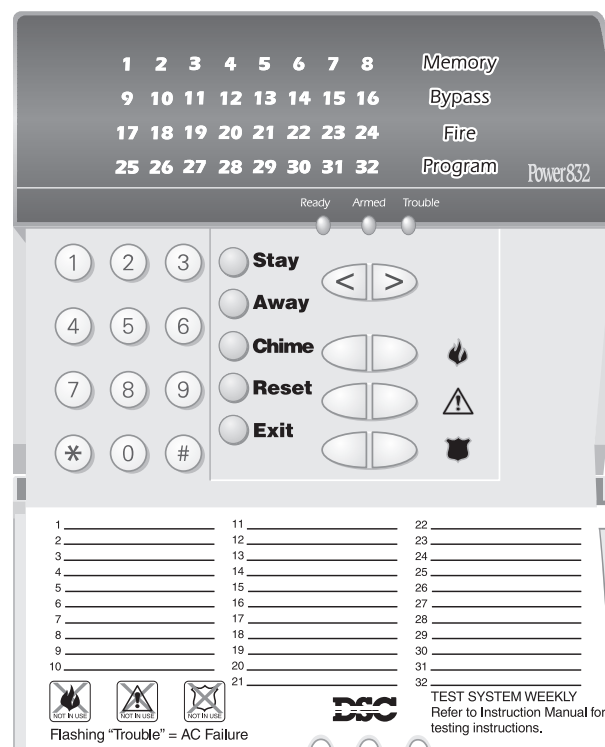 1 2 3 4 5 6 7 8 Memory
9 10 11 12 13 14 15 16 Bypass
17 18 19 20 21 22 23 24 Fire
25 26 27 28 29 30 31 32 Program
Power832
Ready Armed Trouble
1 2 3
4 5 6
7 8 9
* 0 #
Stay
< >
Away
Chime
Reset
Exit
1
2
3
4
5
6
7
8
9
10
11
12
13
14
15
16
17
18
19
20
21
22
23
24
25
26
27
28
29
30
31
32
NOT IN USE NOT IN USE NOT IN USE
Flashing "Trouble" = AC Failure
DSC
TEST SYSTEM WEEKLY
Refer to Instruction Manual for
testing instructions.